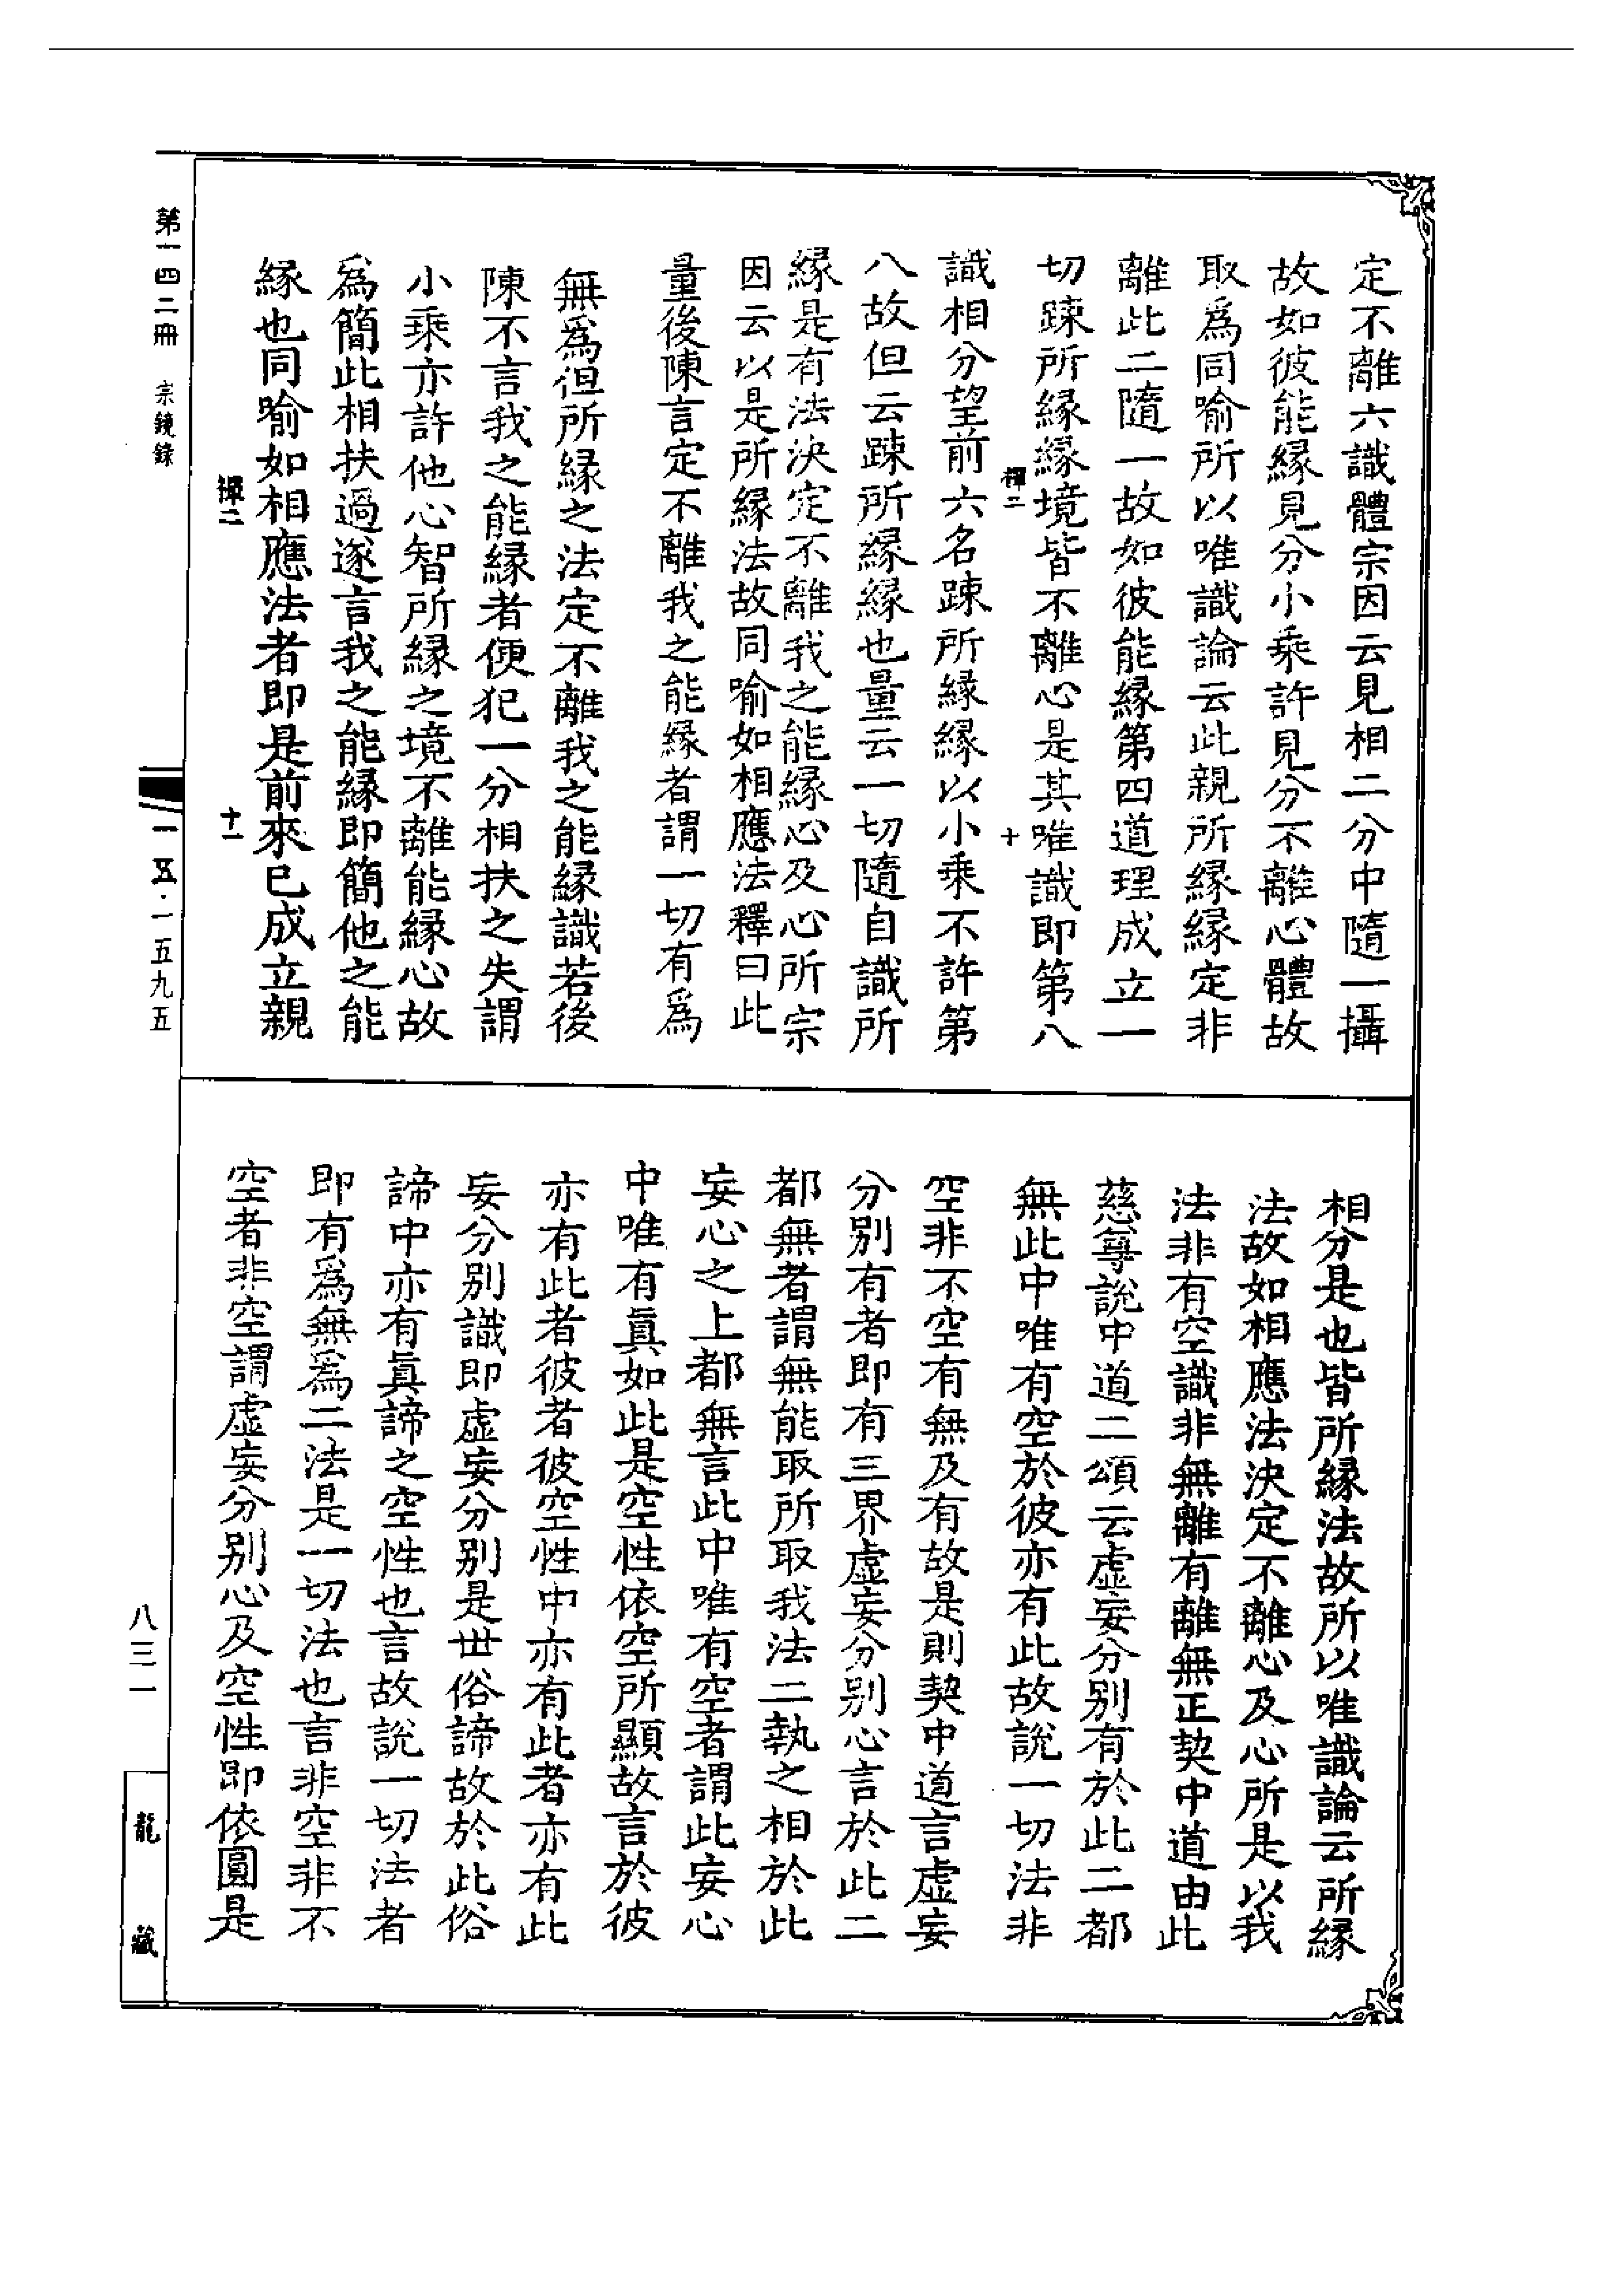 定不離六識體宗因云見相二分中隨一攝
故如彼能緣見分小乘許見分不離心體故
取爲同喻所以唯識論云此親所緣緣定非
離此二隨一故如彼能緣第四道理成立一
切踈所緣緣境皆不離心是其唯識即第八
禪二 十
識相分望前六名踈所緣緣以小乘不許第
八故但云踈所緣緣也量云一切隨自識所
緣是有法決定不離我之能緣心及心所宗
因云以是所緣法故同喻如相應法釋曰此
量後陳言定不離我之能緣者謂一切有爲
無爲但所緣之法定不離我之能緣識若後
陳不言我之能緣者便犯一分相扶之失謂
小乘亦許他心智所緣之境不離能緣心故
爲簡此相扶過遂言我之能緣即簡他之能
緣也同喻如相應法者即是前來已成立親
禪二 十一
相分是也皆所緣法故所以唯識論云所緣
法故如相應法決定不離心及心所是以我
法非有空識非無離有離無正契中道由此
慈尊說中道二頌云虛妄分別有於此二都
無此中唯有空於彼亦有此故說一切法非
空非不空有無及有故是則契中道言虛妄
分別有者即有三界虛妄分別心言於此二
都無者謂無能取所取我法二執之相於此
妄心之上都無言此中唯有空者謂此妄心
中唯有眞如此是空性依空所顯故言於彼
亦有此者彼者彼空性中亦有此者亦有此
妄分別識即虛妄分別是世俗諦故於此俗
諦中亦有眞諦之空性也言故說一切法者
即有爲無爲二法是一切法也言非空非不
空者非空謂虛妄分別心及空性即依圓是
第一四二冊 宗鏡錄
一五·一五九五
八三一
龍藏